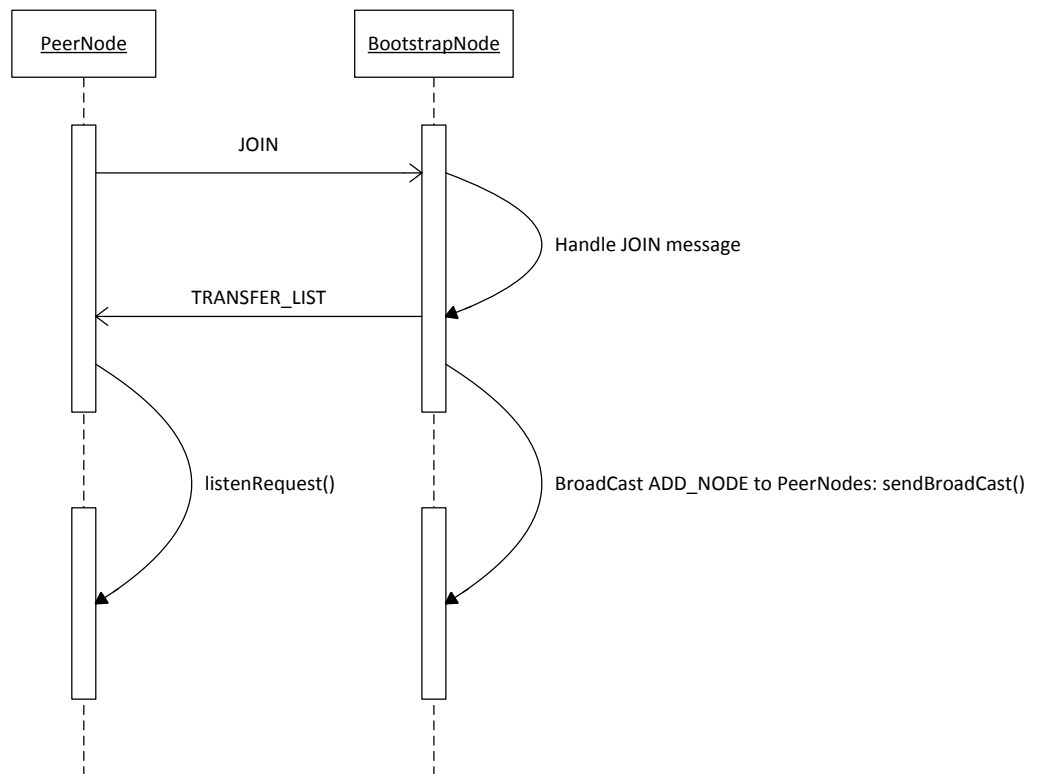 PeerNode
BootstrapNode
JOIN
Handle JOIN message
TRANSFER_LIST
listenRequest()
BroadCast ADD_NODE to PeerNodes: sendBroadCast()